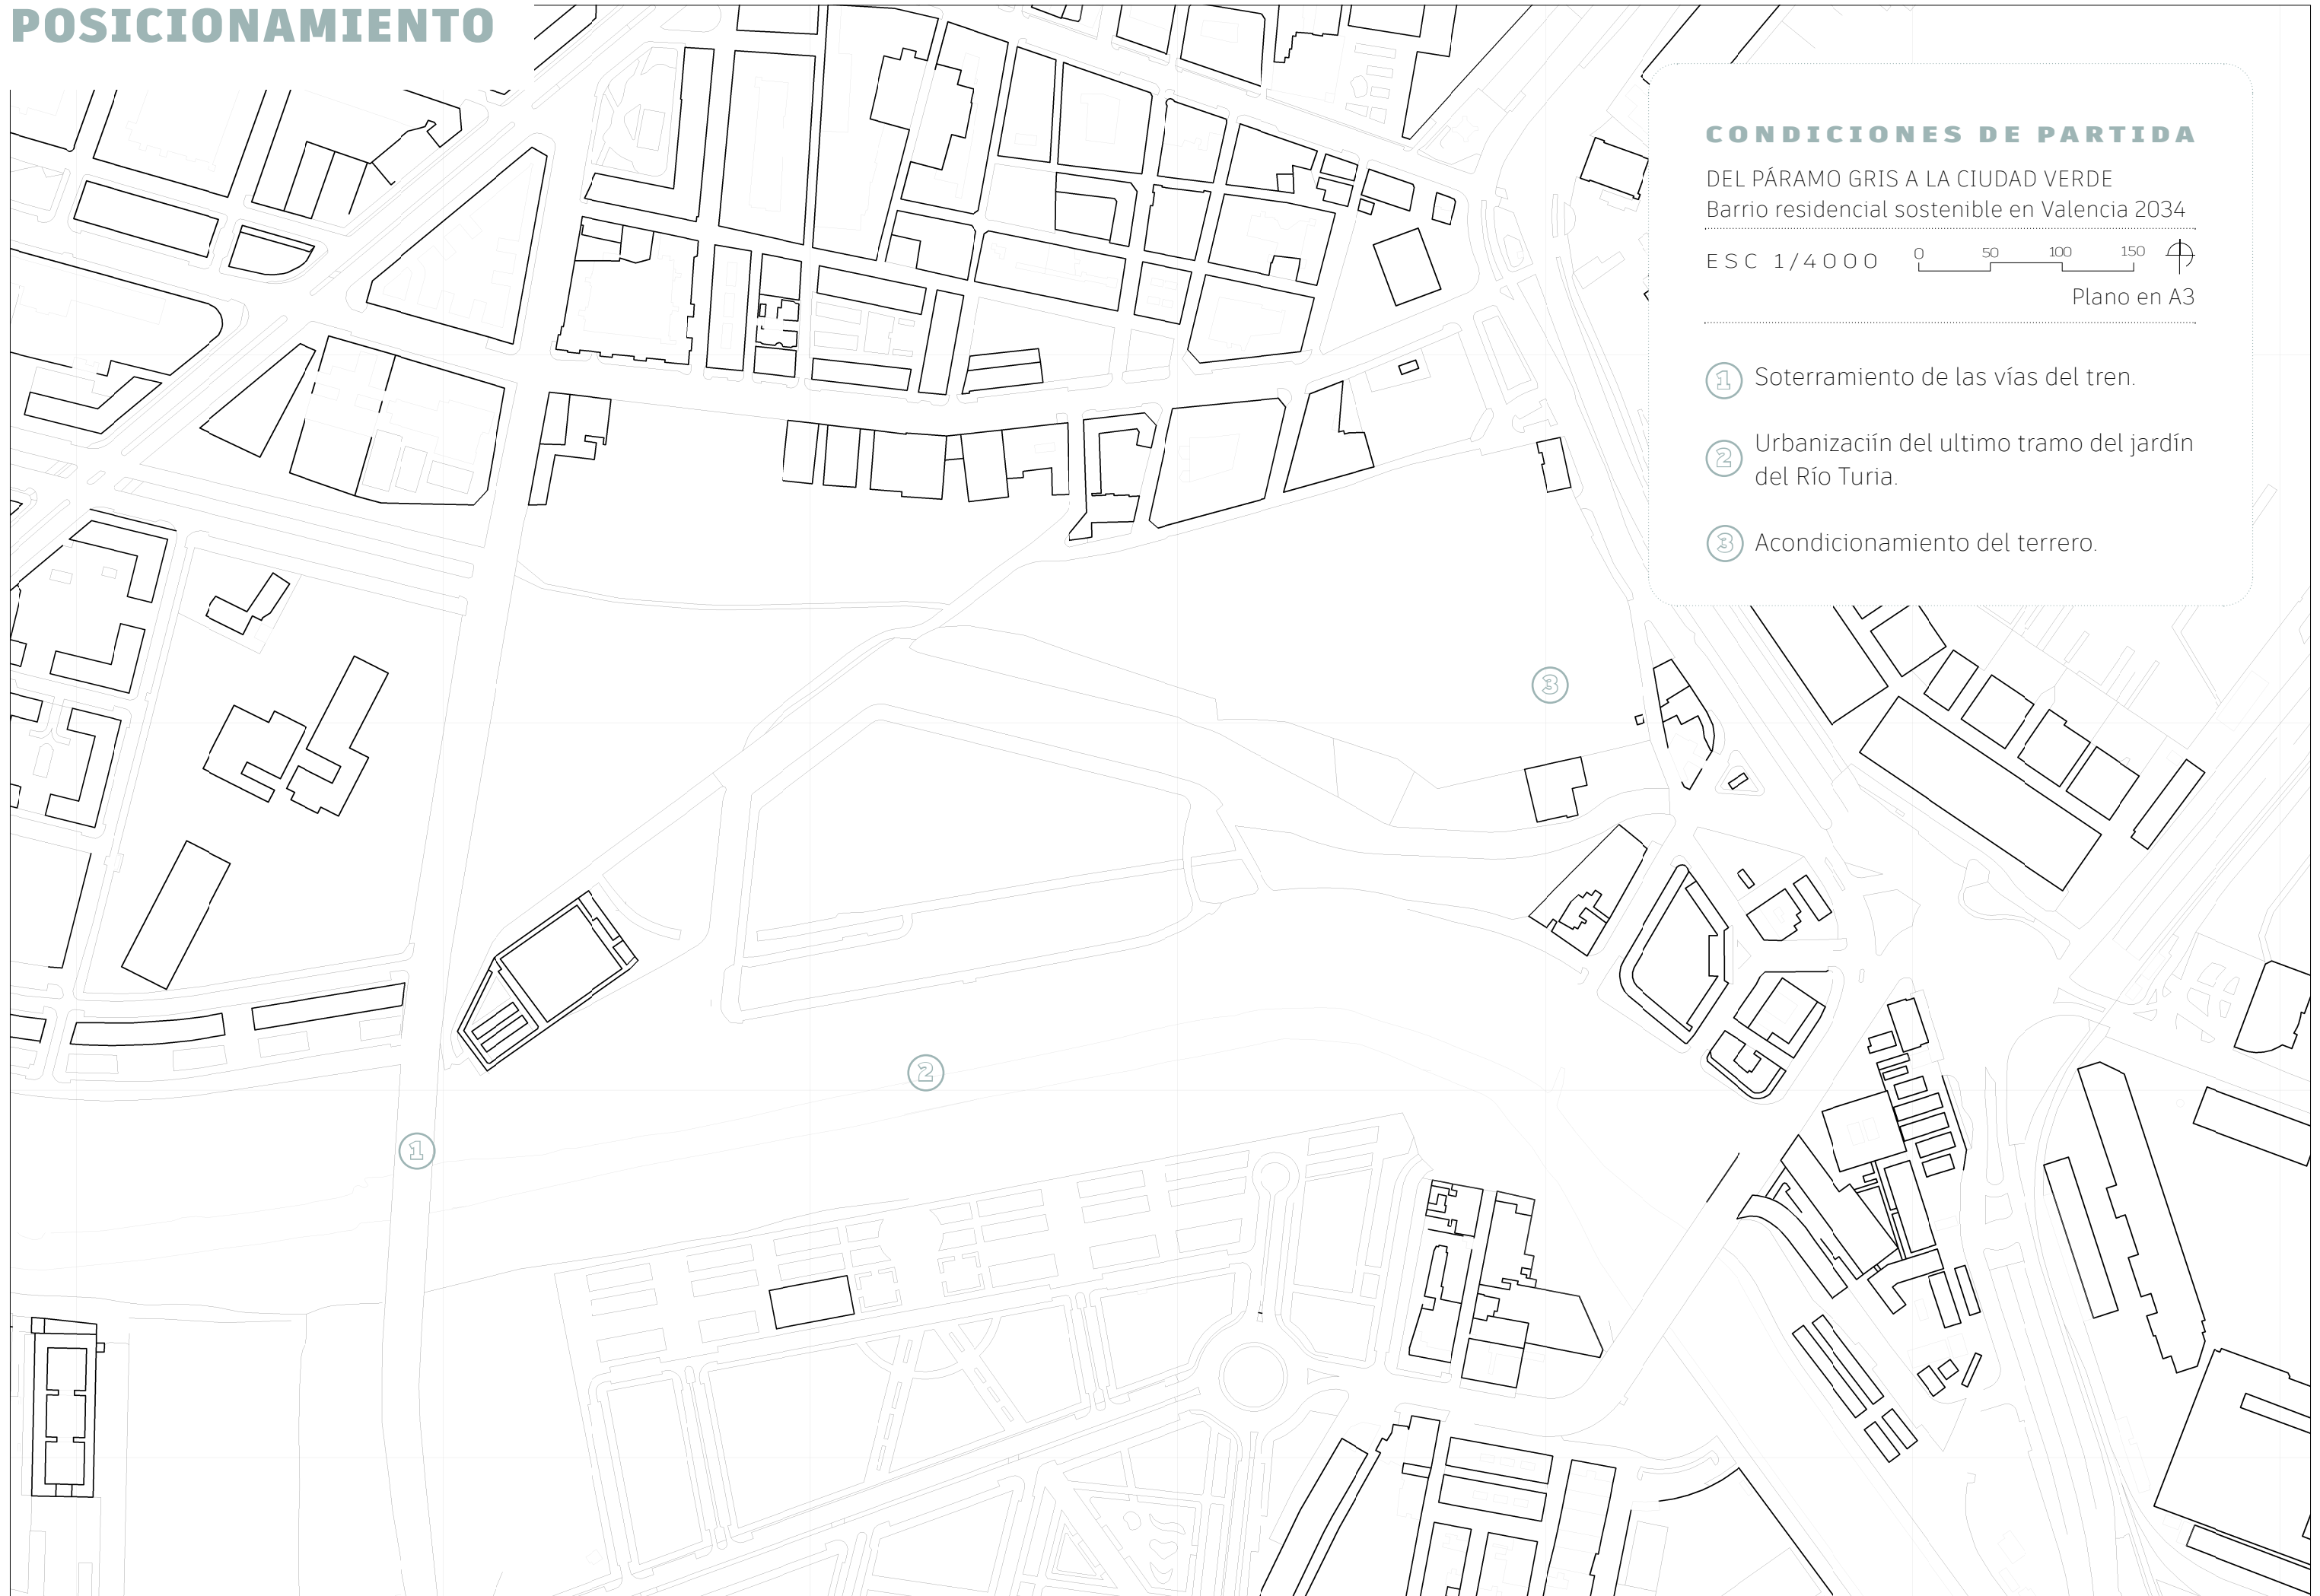 POSICIONAMIENTO
CONDICIONES DE PARTIDA
DEL PÁRAMO GRIS A LA CIUDAD VERDE
Barrio residencial sostenible en Valencia 2034
ESC 1/4000 0 50 100 150
Plano en A3
1 Soterramiento de las vías del tren.
2 Urbanizaciín del ultimo tramo del jardín
del Río Turia.
3 Acondicionamiento del terrero.
3
2
1